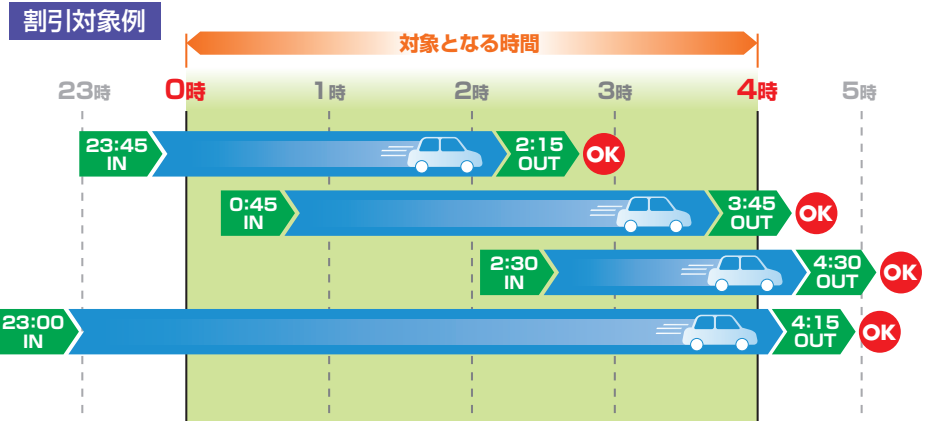 割引対象例
対象となる時間
23時 0時 1時 2時 3時 4時 5時
23:45
IN
2:15
OUT
OK
0:45
IN
3:45
OUT
OK
2:30
IN
4:30
OUT
OK
23:00
IN
4:15
OUT
OK